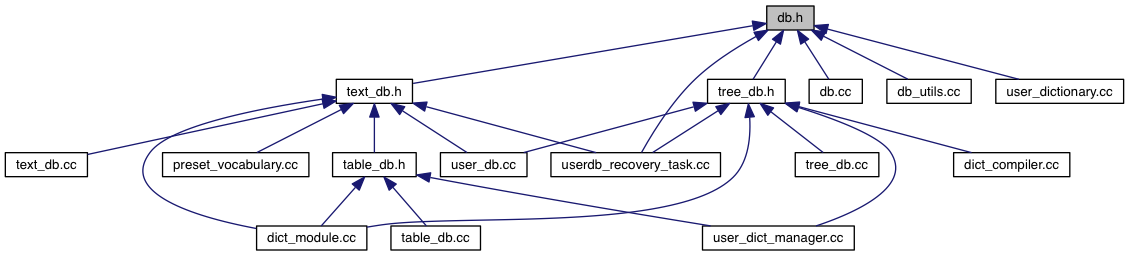 db.h
text_db.h
tree_db.h
db.cc
db_utils.cc
user_dictionary.cc
text_db.cc
preset_vocabulary.cc
table_db.h
user_db.cc
userdb_recovery_task.cc
tree_db.cc
dict_compiler.cc
dict_module.cc
table_db.cc
user_dict_manager.cc